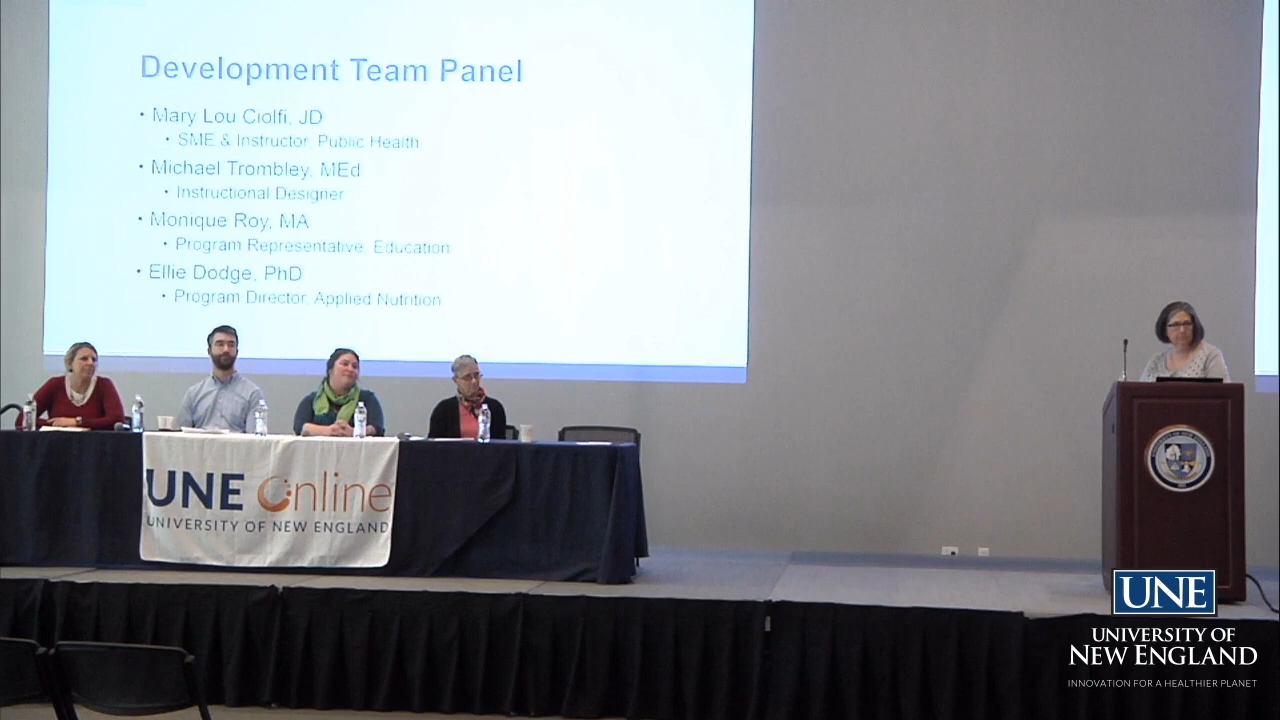 Development Team Panel
• Mary Lou Ciolfi, JD
• SME & Instructor, Public Health
• Michael Trombley, MEd
• Instructional Designer
• Monique Roy, MA
• Program Representative, Education
• Ellie Dodge, PhD
• Program Director, Applied Nutrition
UNE Online
UNIVERSITY OF NEW ENGLAND
UNE
UNIVERSITY OF
NEW ENGLAND
INNOVATION FOR A HEALTHIER PLANET